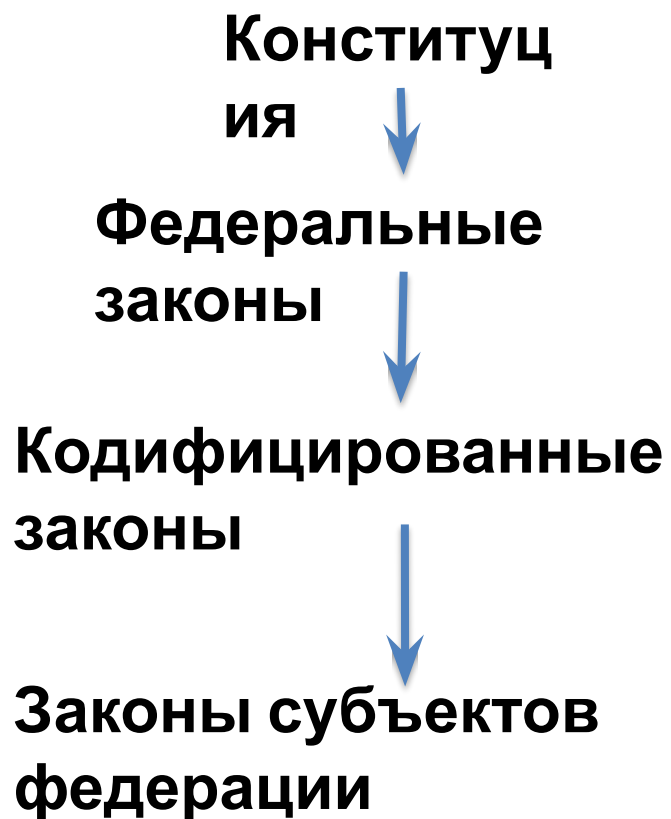 Конституц
ия
Федеральные
законы
Кодифицированные
законы
Законы субъектов
федерации